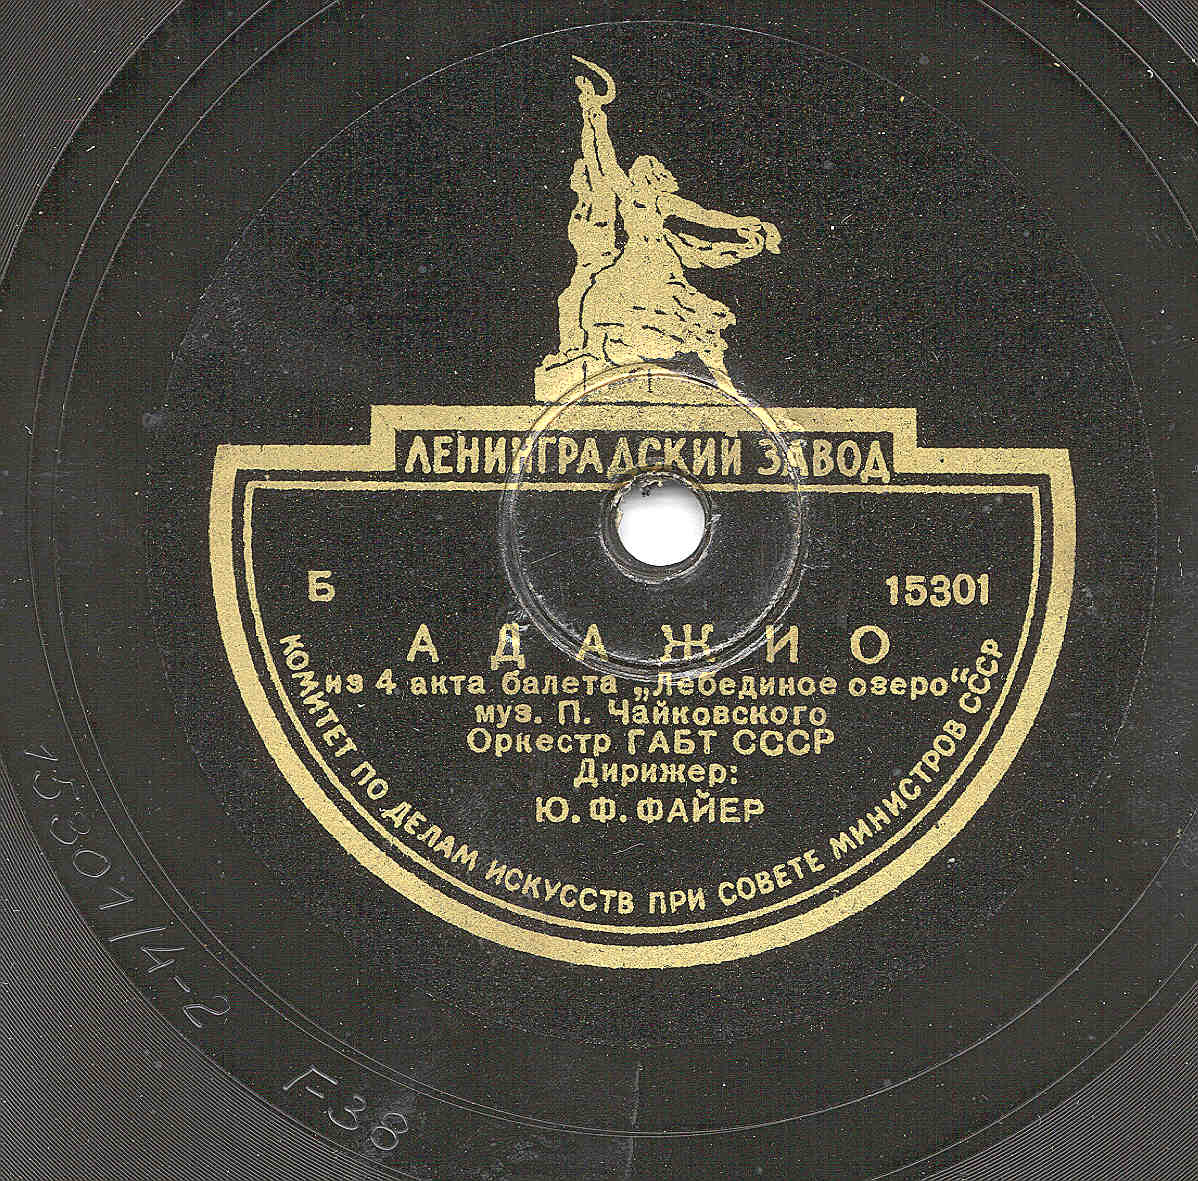 ЛЕНИНГРАДСКИЙ ЗАВОД
Б 15301
АДАЖИО
из 4 акта балета „Лебединое озеро“
муз. П. Чайковского
Оркестр ГАБТ СССР
Дирижер:
Ю. Ф. ФАЙЕР
КОМИТЕТ ПО ДЕЛАМ ИСКУССТВ ПРИ СОВЕТЕ МИНИСТРОВ СССР
15301/4-2
Г-38